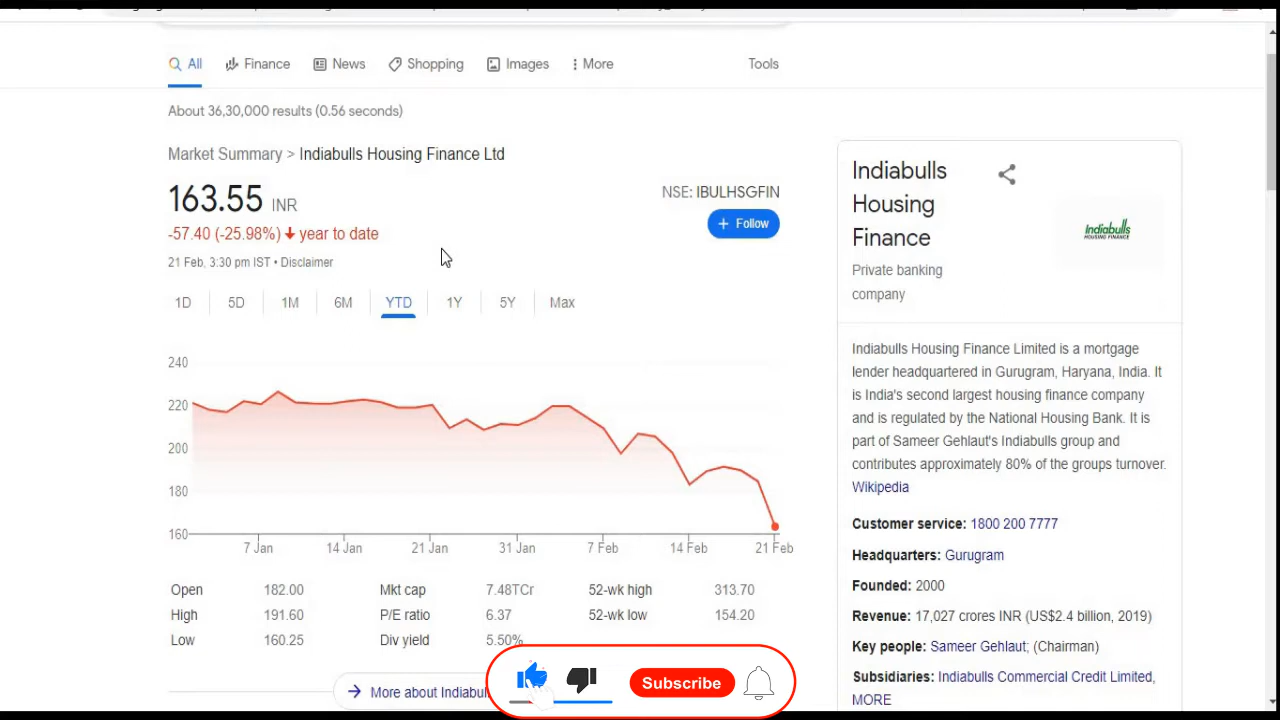 All
Finance
News
Shopping
Images
More
Tools
About 36,30,000 results (0.56 seconds)
Market Summary > Indiabulls Housing Finance Ltd
163.55 INR
NSE: IBULHSGFIN
-57.40 (-25.98%) year to date
+ Follow
21 Feb, 3:30 pm IST • Disclaimer
1D 5D 1M 6M YTD 1Y 5Y Max
240
220
200
180
160
7 Jan 14 Jan 21 Jan 31 Jan 7 Feb 14 Feb 21 Feb
Open 182.00 Mkt cap 7.48TCr 52-wk high 313.70
High 191.60 P/E ratio 6.37 52-wk low 154.20
Low 160.25 Div yield 5.50%
More about Indiabul
Subscribe
Indiabulls
Housing
Finance
Indiabulls
HOUSING FINANCE
Private banking
company
Indiabulls Housing Finance Limited is a mortgage
lender headquartered in Gurugram, Haryana, India. It
is India's second largest housing finance company
and is regulated by the National Housing Bank. It is
part of Sameer Gehlaut's Indiabulls group and
contributes approximately 80% of the groups turnover.
Wikipedia
Customer service: 1800 200 7777
Headquarters: Gurugram
Founded: 2000
Revenue: 17,027 crores INR (US$2.4 billion, 2019)
Key people: Sameer Gehlaut; (Chairman)
Subsidiaries: Indiabulls Commercial Credit Limited,
MORE